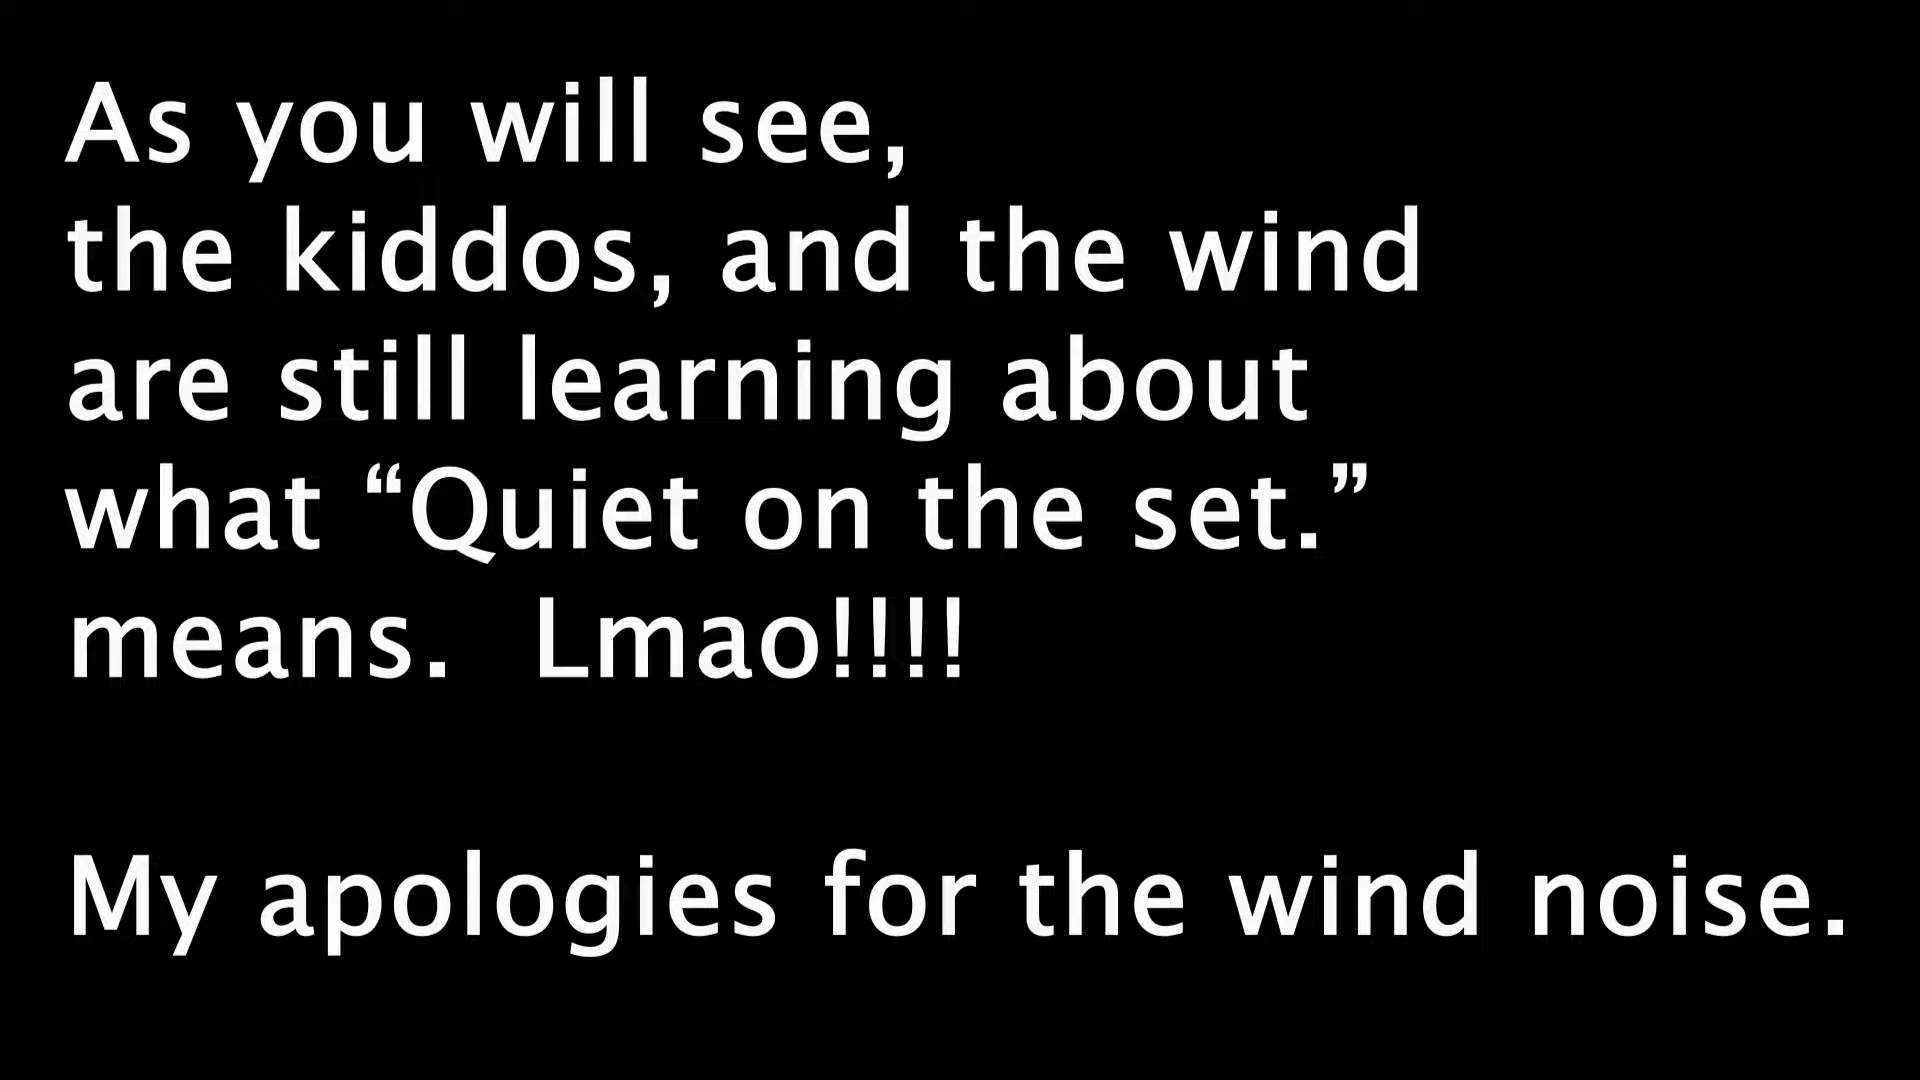 As you will see,
the kiddos, and the wind
are still learning about
what “Quiet on the set.”
means.  Lmao!!!!
My apologies for the wind noise.